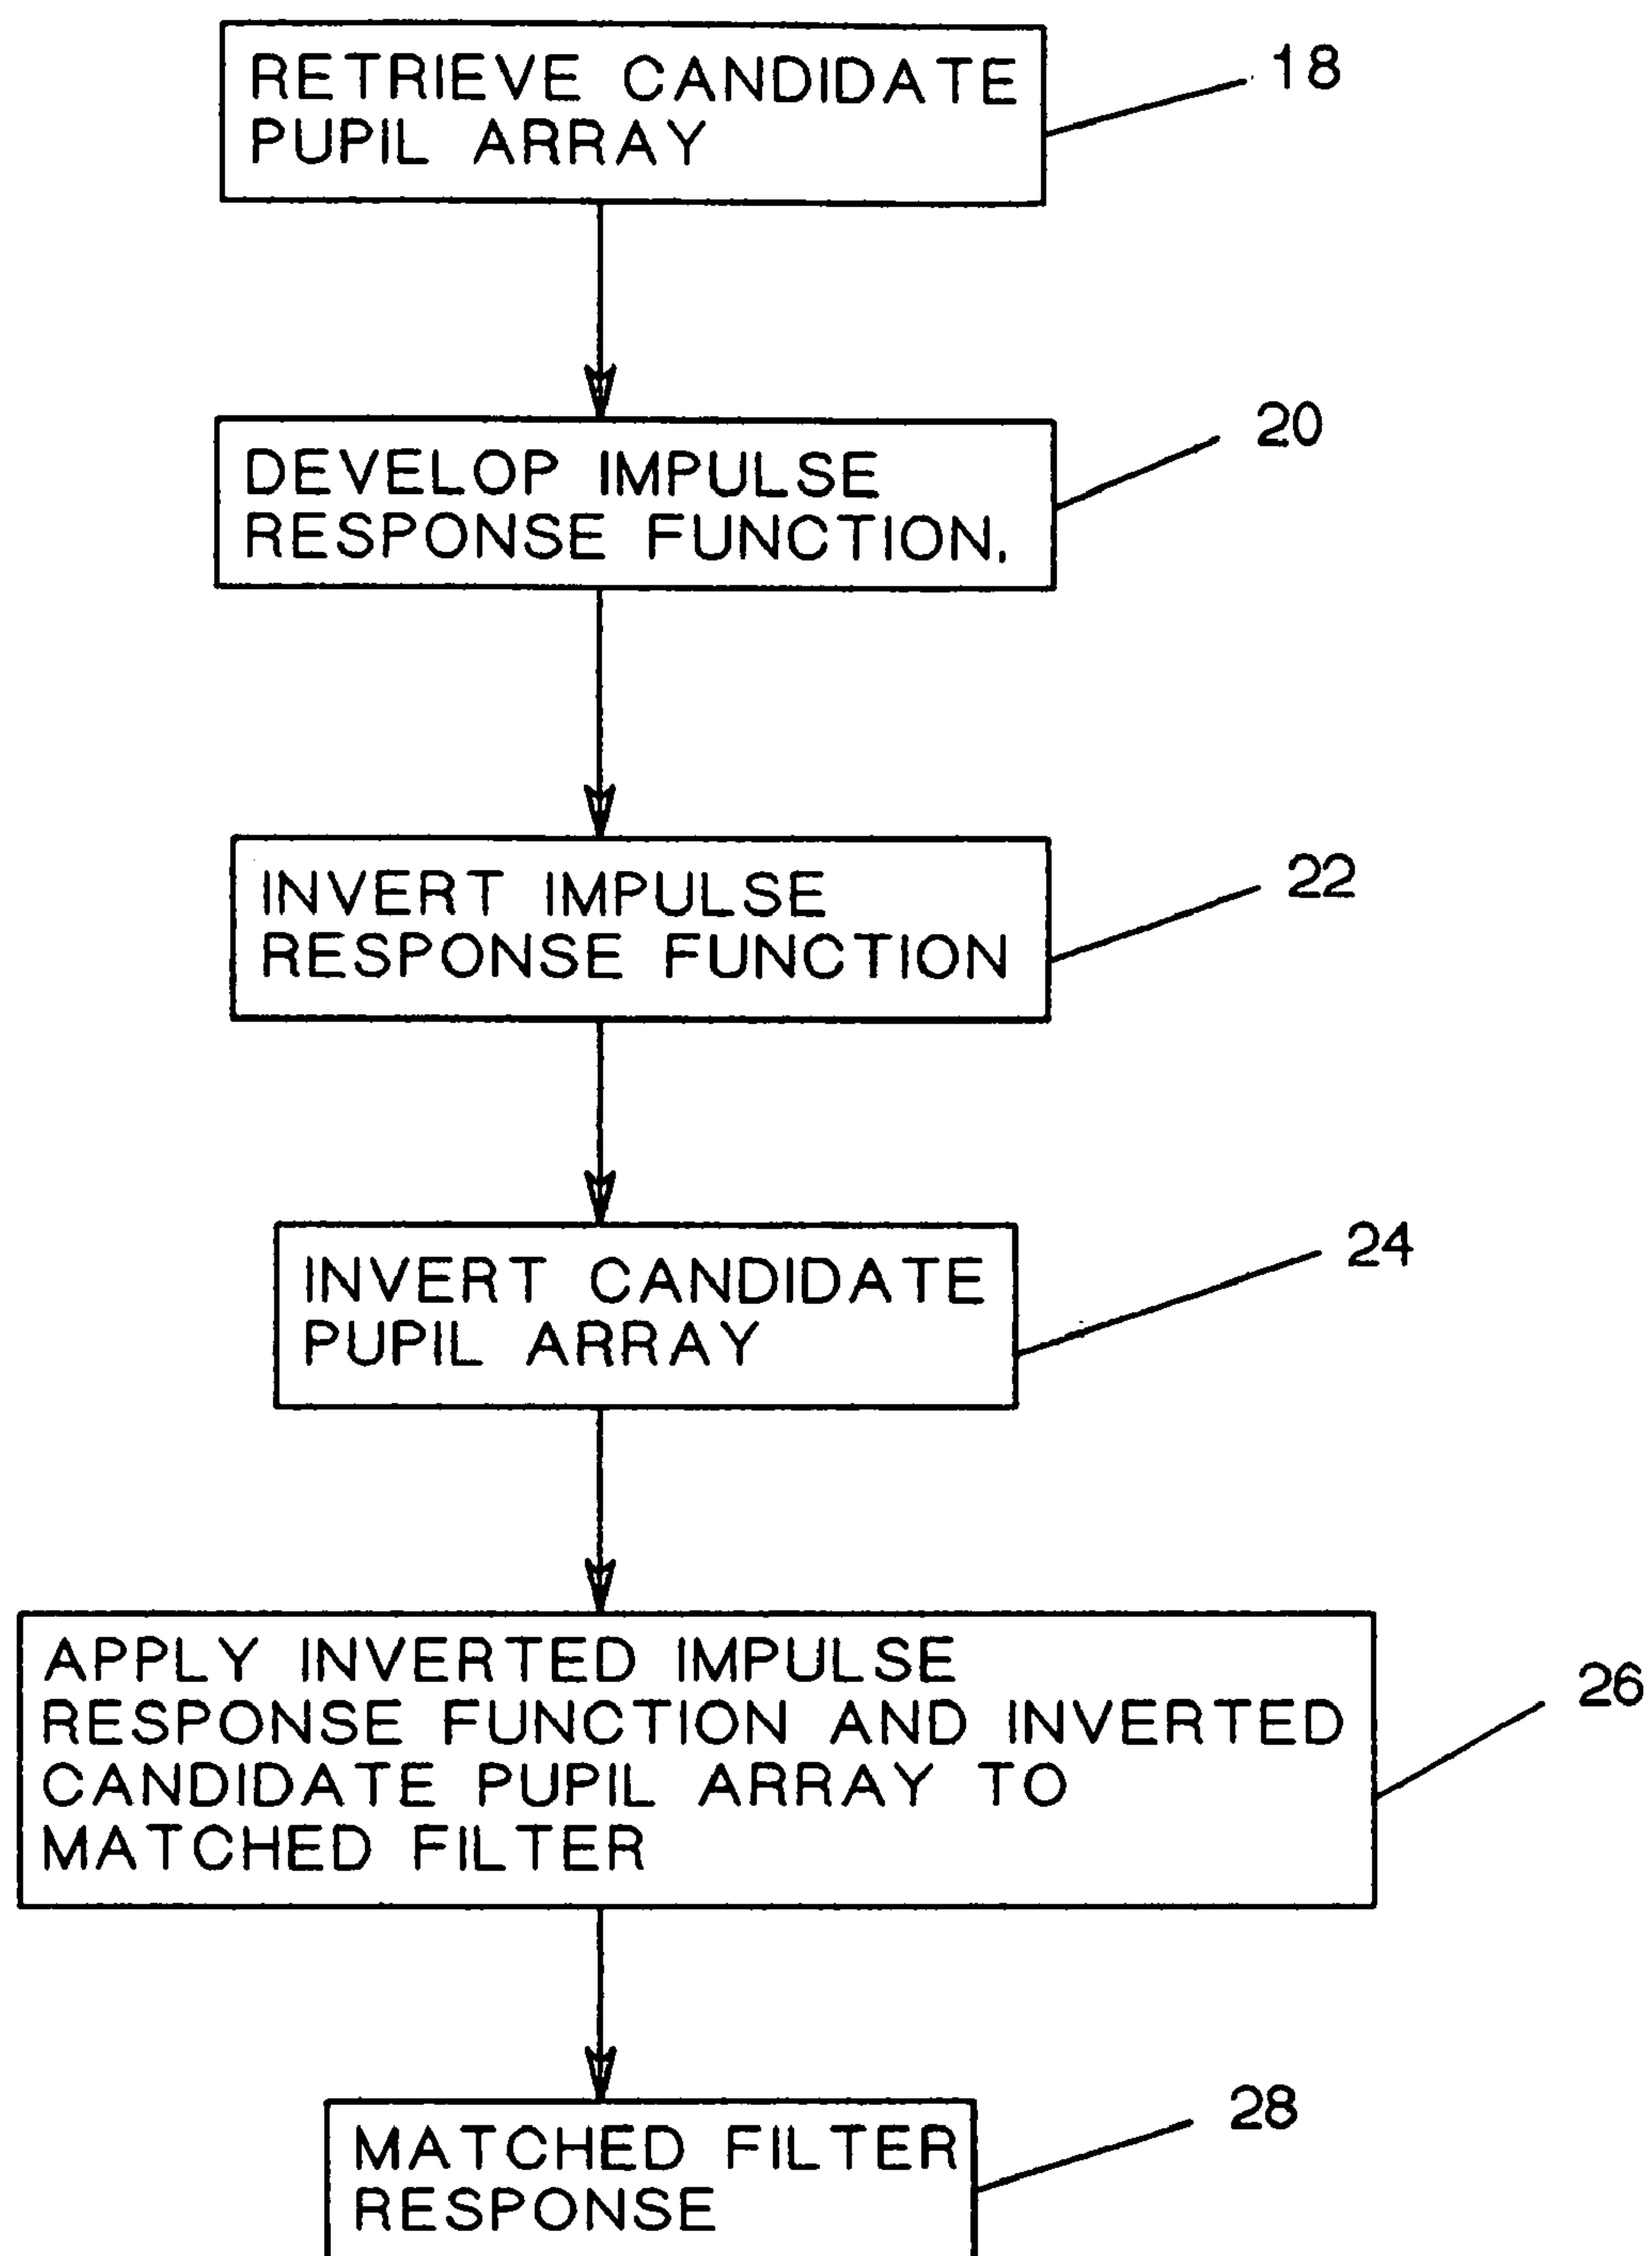 RETRIEVE CANDIDATE
PUPIL ARRAY
18
DEVELOP IMPULSE
RESPONSE FUNCTION.
20
INVERT IMPULSE
RESPONSE FUNCTION
22
INVERT CANDIDATE
PUPIL ARRAY
24
APPLY INVERTED IMPULSE
RESPONSE FUNCTION AND INVERTED
CANDIDATE PUPIL ARRAY TO
MATCHED FILTER
26
MATCHED FILTER
RESPONSE
28